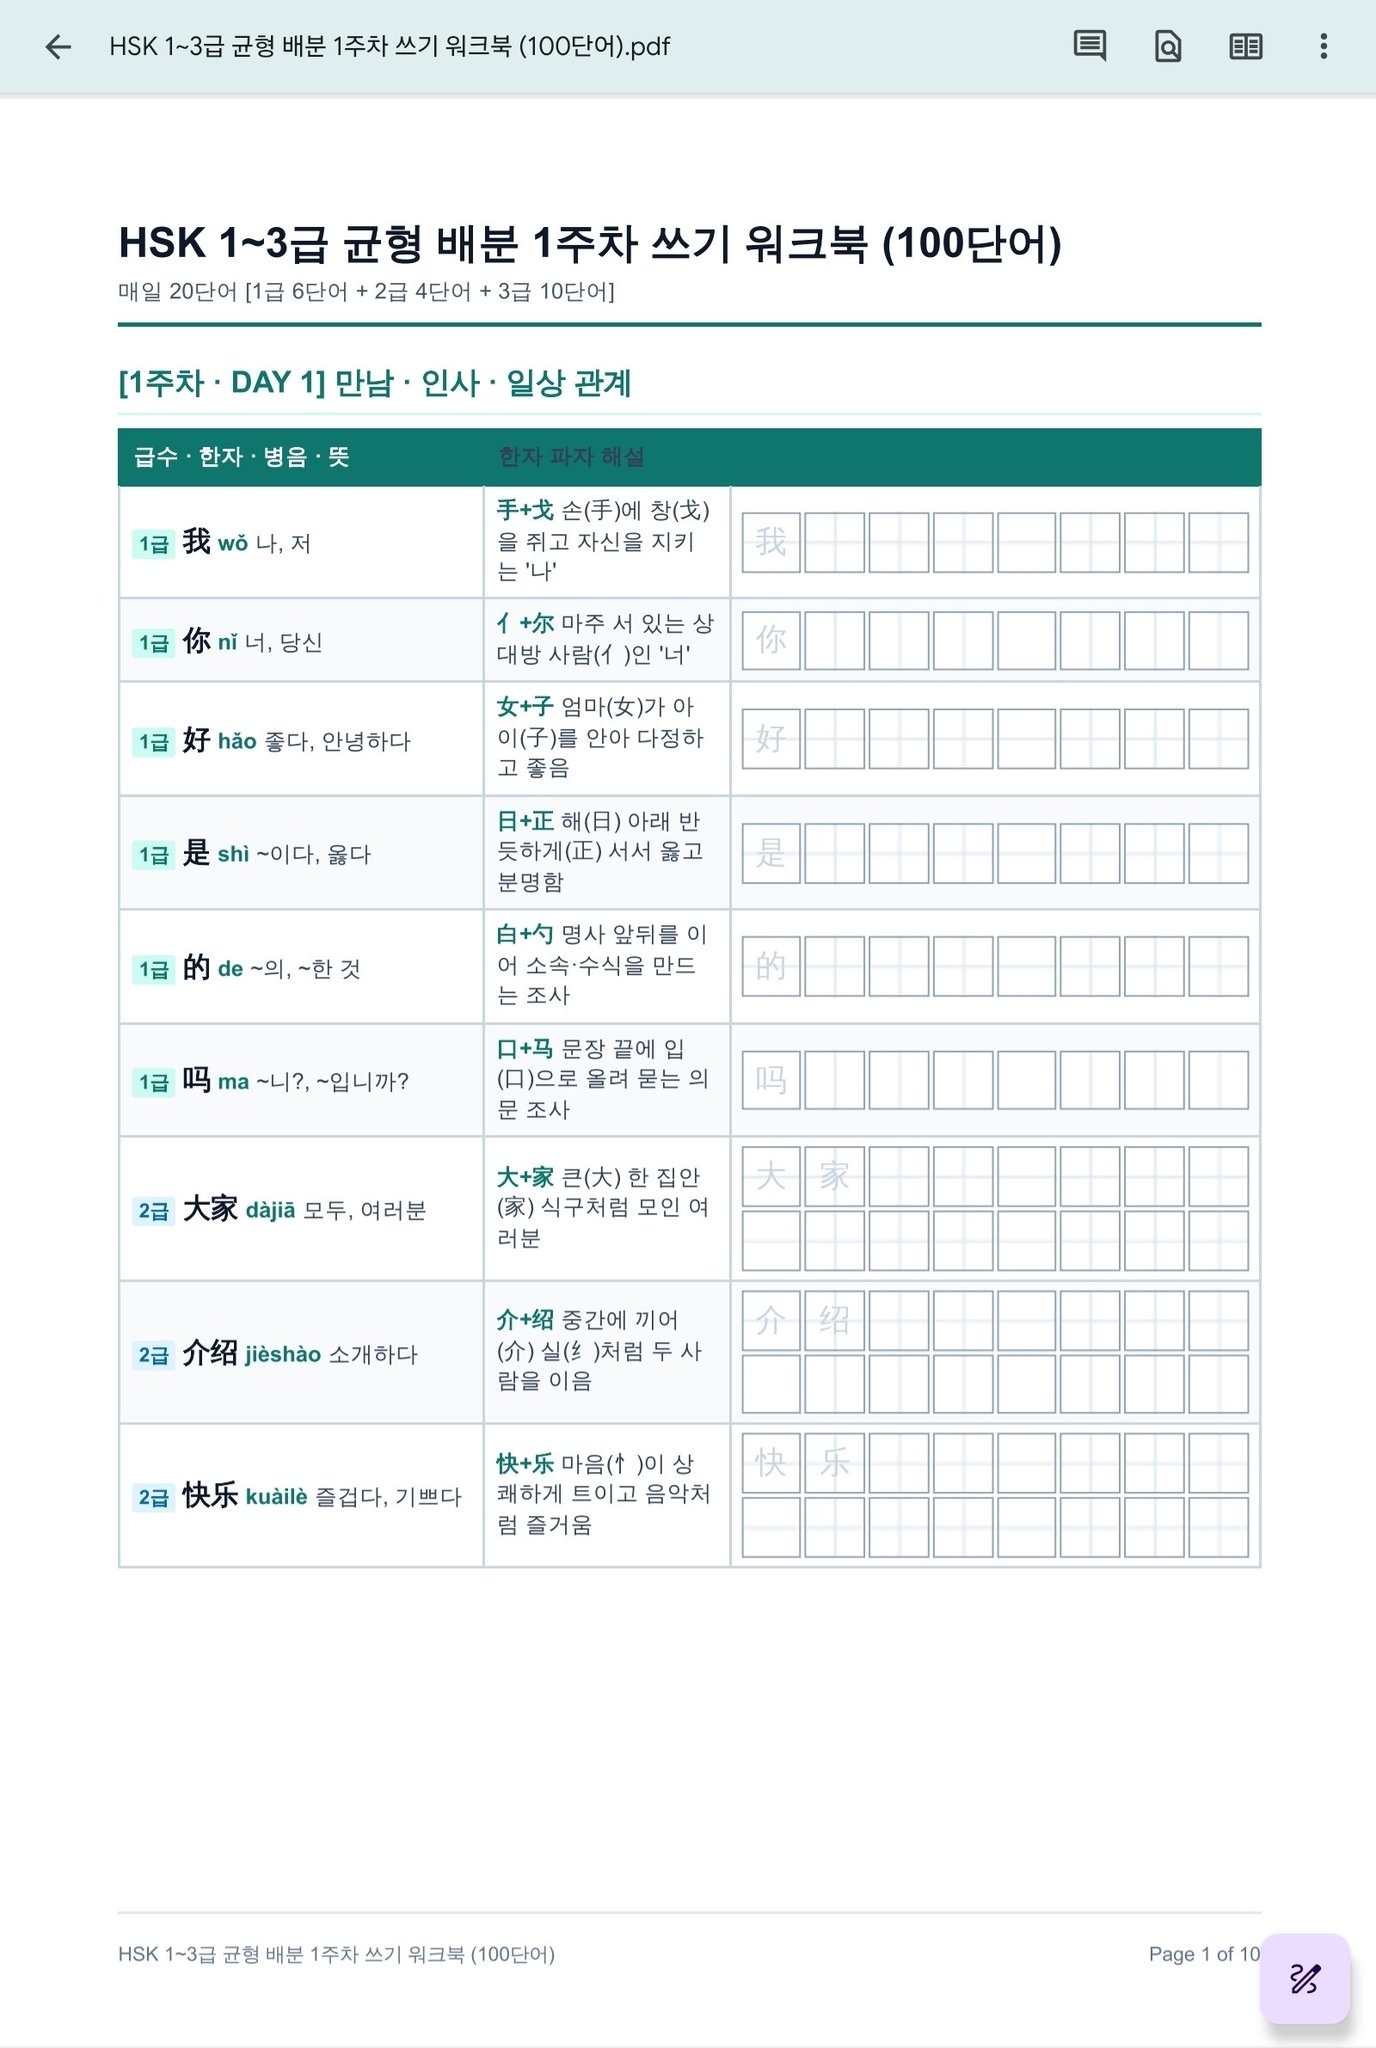 HSK 1~3급 균형 배분 1주차 쓰기 워크북 (100단어).pdf
HSK 1~3급 균형 배분 1주차 쓰기 워크북 (100단어)
매일 20단어 [1급 6단어 + 2급 4단어 + 3급 10단어]
[1주차 · DAY 1] 만남 · 인사 · 일상 관계
급수 · 한자 · 병음 · 뜻
한자 파자 해설
1급 我 wǒ 나, 저
手+戈 손(手)에 창(戈)
을 쥐고 자신을 지키
는 '나'
我
1급 你 nǐ 너, 당신
亻+尔 마주 서 있는 상
대방 사람(亻)인 '너'
你
1급 好 hǎo 좋다, 안녕하다
女+子 엄마(女)가 아
이(子)를 안아 다정하
고 좋음
好
1급 是 shì ~이다, 옳다
日+正 해(日) 아래 반
듯하게(正) 서서 옳고
분명함
是
1급 的 de ~의, ~한 것
白+勺 명사 앞뒤를 이
어 소속·수식을 만드
는 조사
的
1급 吗 ma ~니?, ~입니까?
口+马 문장 끝에 입
(口)으로 올려 묻는 의
문 조사
吗
2급 大家 dàjiā 모두, 여러분
大+家 큰(大) 한 집안
(家) 식구처럼 모인 여
러분
大 家
2급 介绍 jièshào 소개하다
介+绍 중간에 끼어
(介) 실(纟)처럼 두 사
람을 이음
介 绍
2급 快乐 kuàilè 즐겁다, 기쁘다
快+乐 마음(忄)이 상
쾌하게 트이고 음악처
럼 즐거움
快 乐
HSK 1~3급 균형 배분 1주차 쓰기 워크북 (100단어)
Page 1 of 10